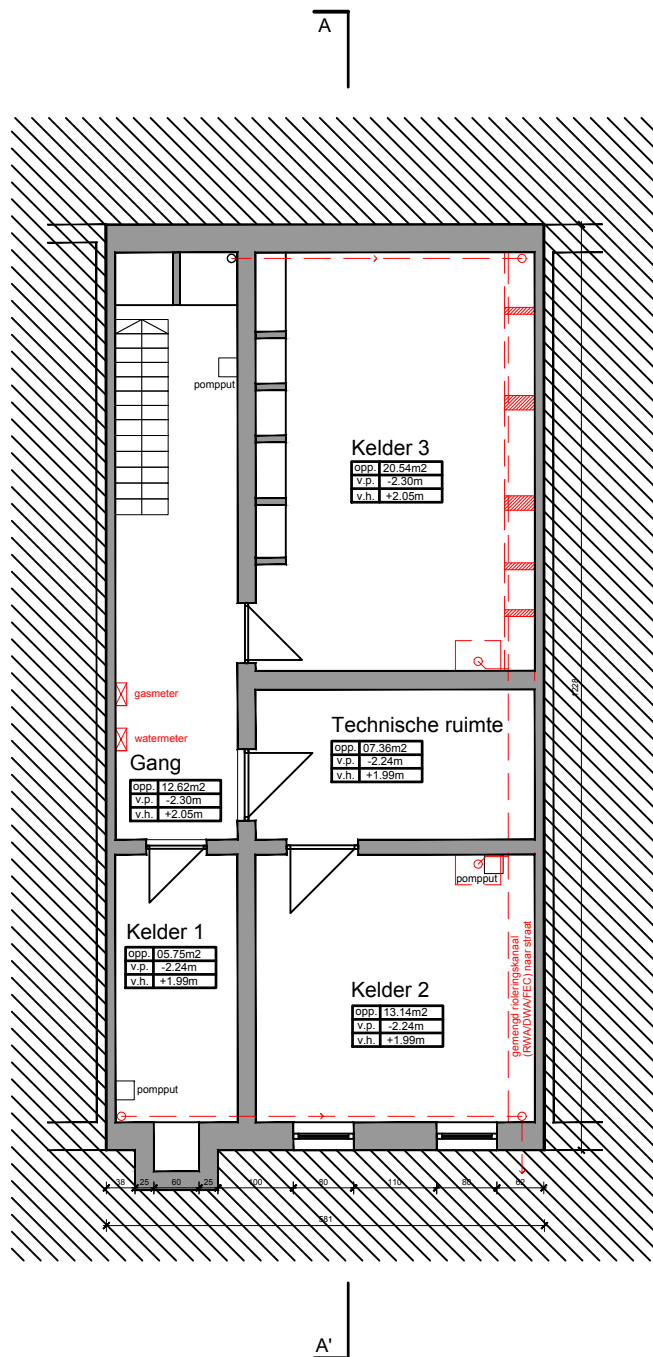 A
pompput
Kelder 3
opp. 20.54m2
v.p. -2.30m
v.h. +2.05m
gasmeter
watermeter
Technische ruimte
opp. 07.36m2
v.p. -2.24m
v.h. +1.99m
Gang
opp. 12.62m2
v.p. -2.30m
v.h. +2.05m
1228
pompput
Kelder 1
opp. 05.75m2
v.p. -2.24m
v.h. +1.99m
Kelder 2
opp. 13.14m2
v.p. -2.24m
v.h. +1.99m
gemengd rioleringskanaal
(RWA/DWA/FEC) naar straat
pompput
38 25 60 25 100 80 110 80 62
581
A'